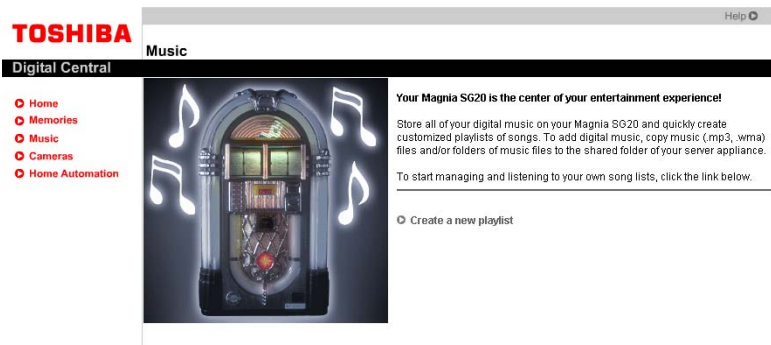 Help
TOSHIBA
Music
Digital Central
Home
Memories
Music
Cameras
Home Automation
Your Magnia SG20 is the center of your entertainment experience!
Store all of your digital music on your Magnia SG20 and quickly create
customized playlists of songs. To add digital music, copy music (.mp3, .wma)
files and/or folders of music files to the shared folder of your server appliance.
To start managing and listening to your own song lists, click the link below.
Create a new playlist